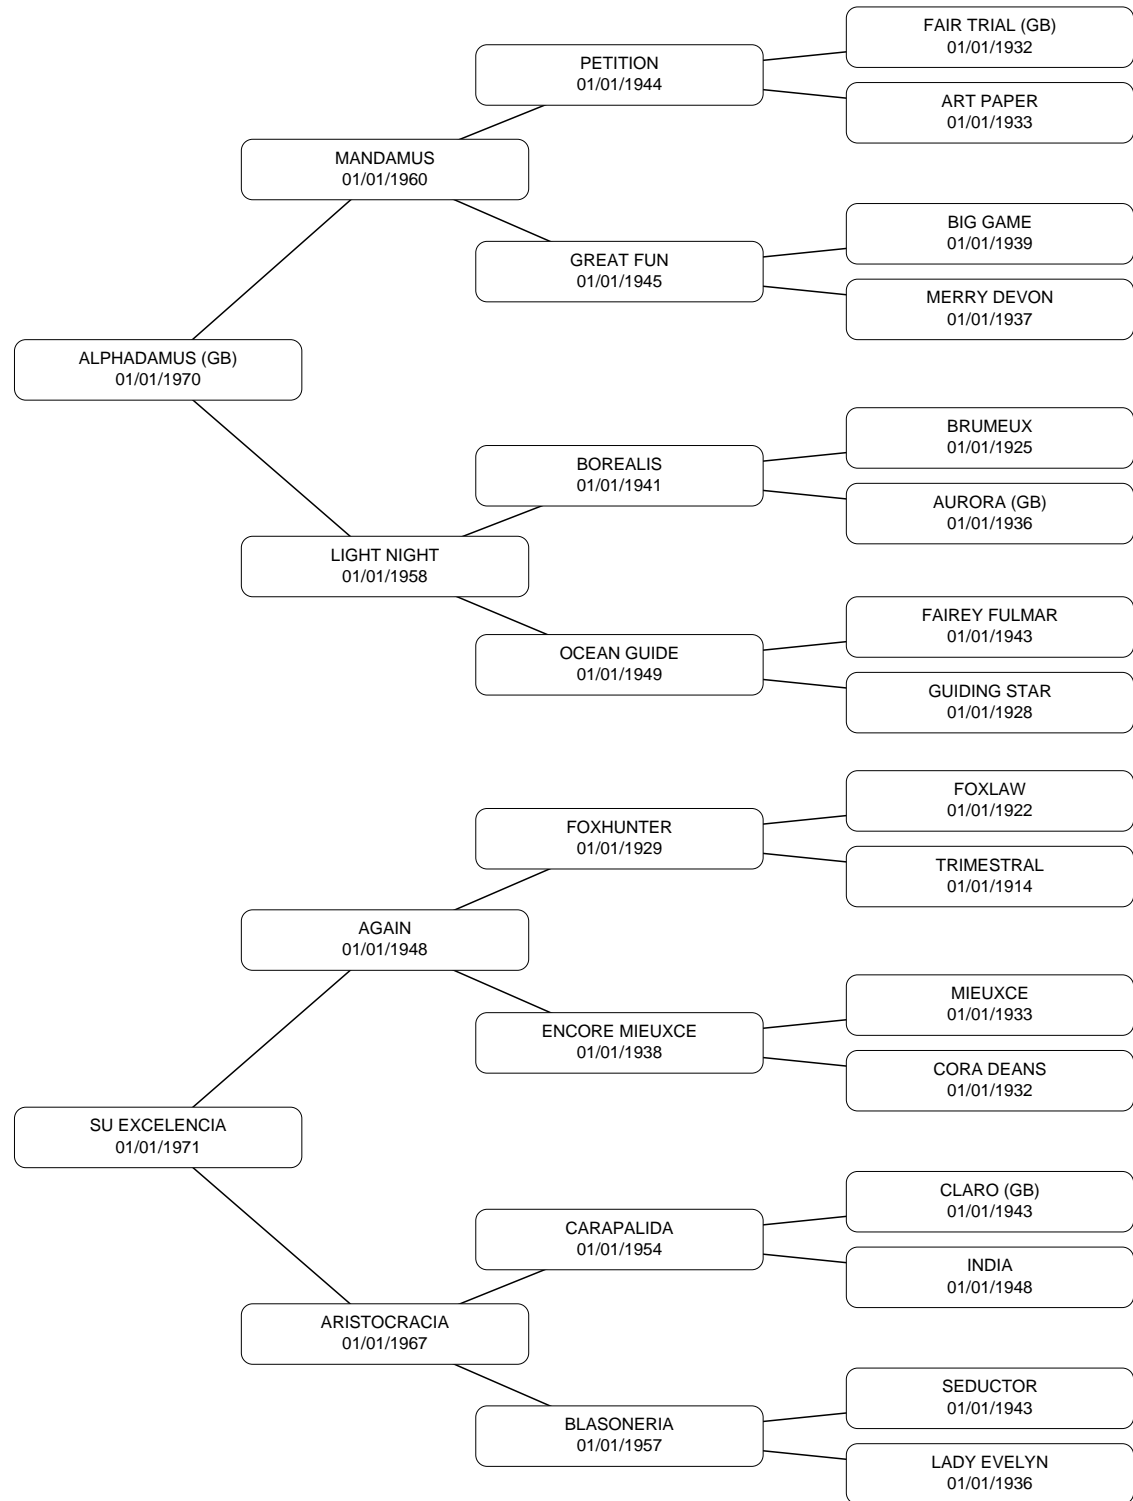 FAIR TRIAL (GB)
01/01/1932
PETITION
01/01/1944
ART PAPER
01/01/1933
MANDAMUS
01/01/1960
BIG GAME
01/01/1939
GREAT FUN
01/01/1945
MERRY DEVON
01/01/1937
ALPHADAMUS (GB)
01/01/1970
BRUMEUX
01/01/1925
BOREALIS
01/01/1941
AURORA (GB)
01/01/1936
LIGHT NIGHT
01/01/1958
FAIREY FULMAR
01/01/1943
OCEAN GUIDE
01/01/1949
GUIDING STAR
01/01/1928
FOXLAW
01/01/1922
FOXHUNTER
01/01/1929
TRIMESTRAL
01/01/1914
AGAIN
01/01/1948
MIEUXCE
01/01/1933
ENCORE MIEUXCE
01/01/1938
CORA DEANS
01/01/1932
SU EXCELENCIA
01/01/1971
CLARO (GB)
01/01/1943
CARAPALIDA
01/01/1954
INDIA
01/01/1948
ARISTOCRACIA
01/01/1967
SEDUCTOR
01/01/1943
BLASONERIA
01/01/1957
LADY EVELYN
01/01/1936